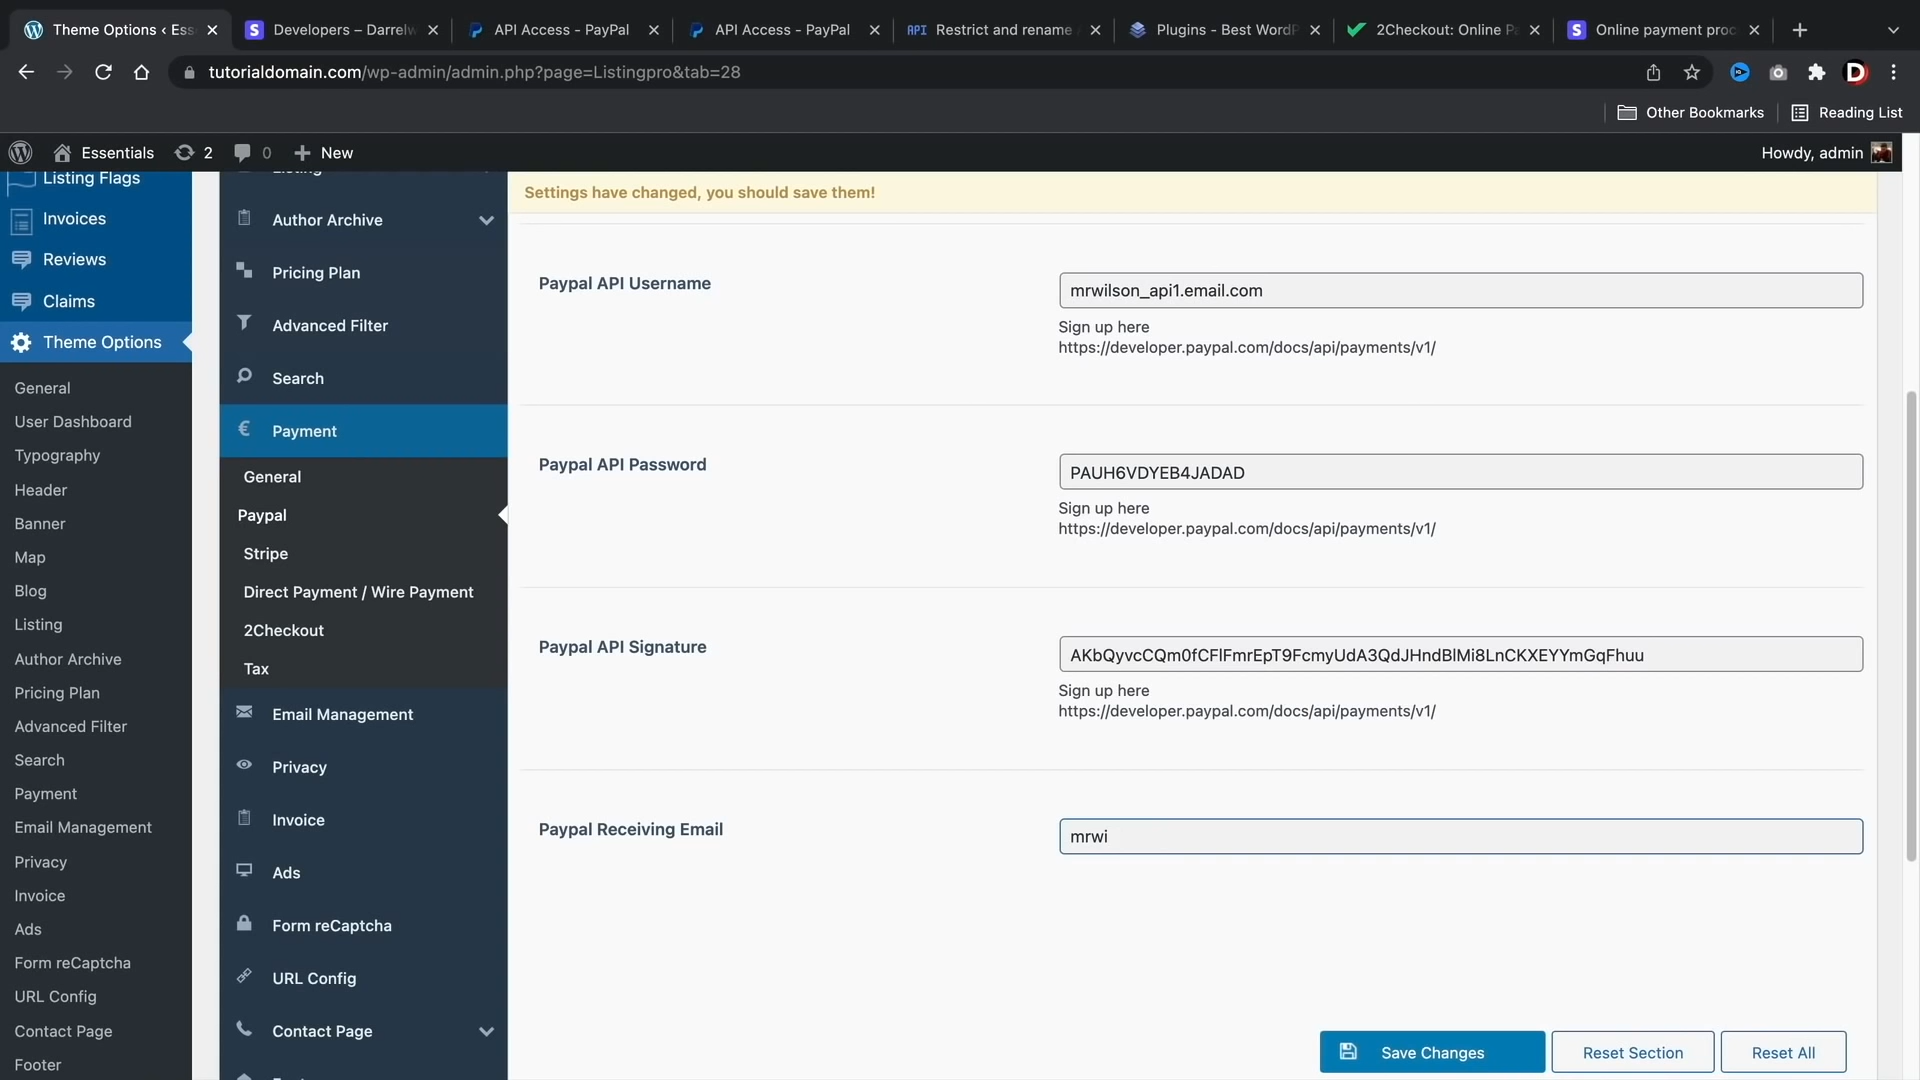 Theme Options ‹ Ess
Developers – Darrelw
API Access - PayPal
API Access - PayPal
API Restrict and rename
Plugins - Best WordP
2Checkout: Online P
S Online payment proc
tutorialdomain.com/wp-admin/admin.php?page=Listingpro&tab=28
Other Bookmarks
Reading List
Essentials
2
0
New
Howdy, admin
Listing Flags
Invoices
Reviews
Claims
Theme Options
General
User Dashboard
Typography
Header
Banner
Map
Blog
Listing
Author Archive
Pricing Plan
Advanced Filter
Search
Payment
Email Management
Privacy
Invoice
Ads
Form reCaptcha
URL Config
Contact Page
Footer
Listing
Author Archive
Pricing Plan
Advanced Filter
Search
Payment
General
Paypal
Stripe
Direct Payment / Wire Payment
2Checkout
Tax
Email Management
Privacy
Invoice
Ads
Form reCaptcha
URL Config
Contact Page
Settings have changed, you should save them!
Paypal API Username
mrwilson_api1.email.com
Sign up here
https://developer.paypal.com/docs/api/payments/v1/
Paypal API Password
PAUH6VDYEB4JADAD
Sign up here
https://developer.paypal.com/docs/api/payments/v1/
Paypal API Signature
AKbQyvcCQm0fCFlFmrEpT9FcmyUdA3QdJHndBlMi8LnCKXEYYmGqFhuu
Sign up here
https://developer.paypal.com/docs/api/payments/v1/
Paypal Receiving Email
mrwi
Save Changes
Reset Section
Reset All